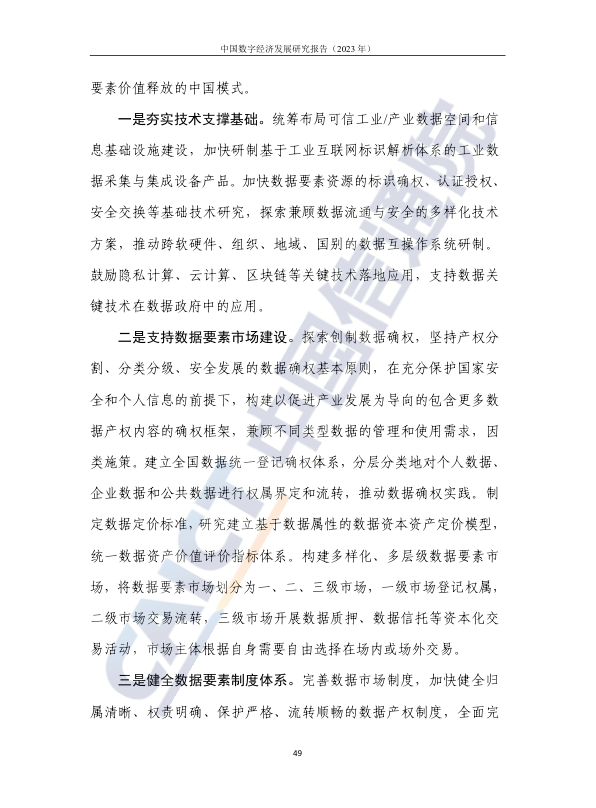 中国数字经济发展研究报告（2023 年）
要素价值释放的中国模式。
一是夯实技术支撑基础。统筹布局可信工业/产业数据空间和信
息基础设施建设，加快研制基于工业互联网标识解析体系的工业数
据采集与集成设备产品。加快数据要素资源的标识确权、认证授权、
安全交换等基础技术研究，探索兼顾数据流通与安全的多样化技术
方案，推动跨软硬件、组织、地域、国别的数据互操作系统研制。
鼓励隐私计算、云计算、区块链等关键技术落地应用，支持数据关
键技术在数据政府中的应用。
二是支持数据要素市场建设。探索创制数据确权，坚持产权分
割、分类分级、安全发展的数据确权基本原则，在充分保护国家安
全和个人信息的前提下，构建以促进产业发展为导向的包含更多数
据产权内容的确权框架，兼顾不同类型数据的管理和使用需求，因
类施策。建立全国数据统一登记确权体系，分层分类地对个人数据、
企业数据和公共数据进行权属界定和流转，推动数据确权实践。制
定数据定价标准，研究建立基于数据属性的数据资本资产定价模型，
统一数据资产价值评价指标体系。构建多样化、多层级数据要素市
场，将数据要素市场划分为一、二、三级市场，一级市场登记权属，
二级市场交易流转，三级市场开展数据质押、数据信托等资本化交
易活动，市场主体根据自身需要自由选择在场内或场外交易。
三是健全数据要素制度体系。完善数据市场制度，加快健全归
属清晰、权责明确、保护严格、流转顺畅的数据产权制度，全面完
49
CAICT 中国信通院